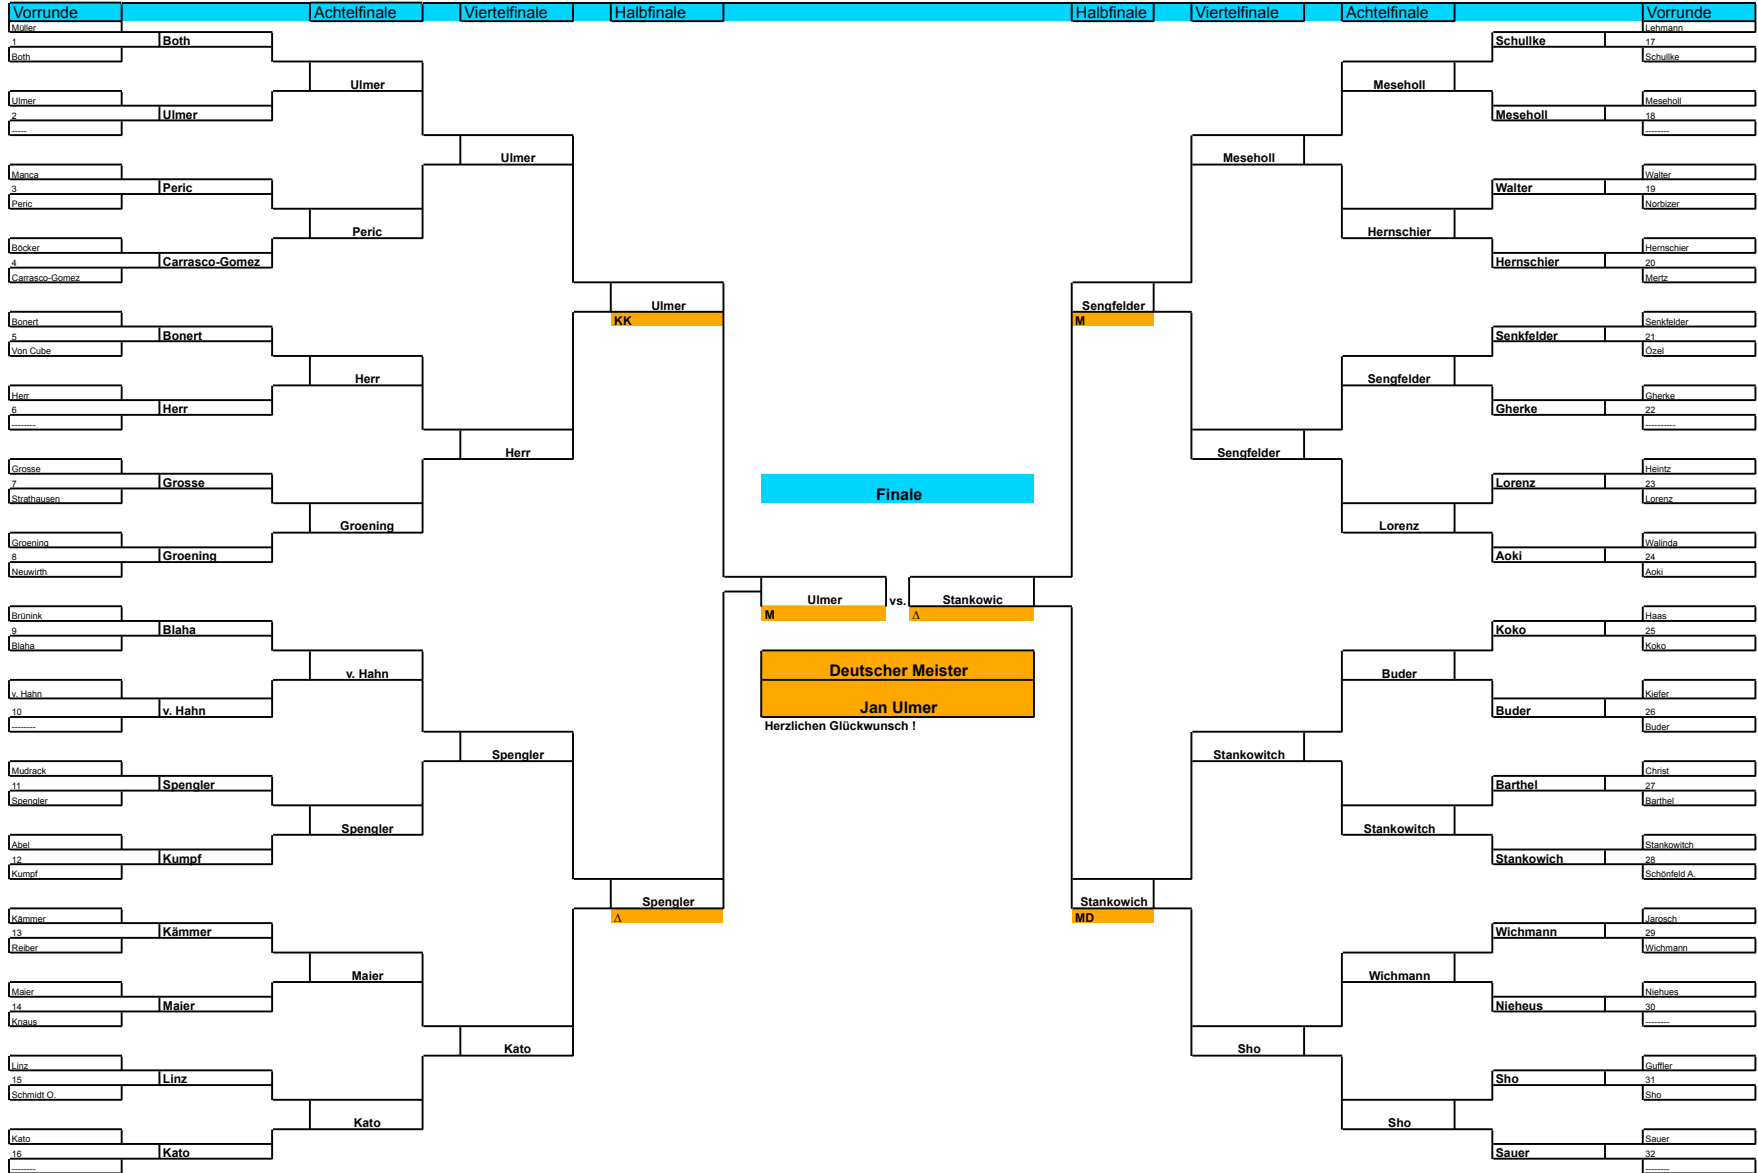 Vorrunde Achtelfinale Viertelfinale Halbfinale Halbfinale Viertelfinale Achtelfinale Vorrunde
Müller
1 Both
Both
Ulmer
Ulmer
2 Ulmer
-----
Ulmer
Manca
3 Peric
Peric
Peric
Böcker
4 Carrasco-Gomez
Carrasco-Gomez
Ulmer
KK
Bonert
5 Bonert
Von Cube
Herr
Herr
6 Herr
--------
Herr
Grosse
7 Grosse
Strathausen
Groening
Groening
8 Groening
Neuwirth
Brünink
9 Blaha
Blaha
v. Hahn
v. Hahn
10 v. Hahn
--------
Spengler
Mudrack
11 Spengler
Spengler
Spengler
Abel
12 Kumpf
Kumpf
Spengler
Δ
Kämmer
13 Kämmer
Reiber
Maier
Maier
14 Maier
Knaus
Kato
Linz
15 Linz
Schmidt O.
Kato
Kato
16 Kato
--------
Finale
Ulmer vs. Stankowic
M Δ
Deutscher Meister
Jan Ulmer
Herzlichen Glückwunsch !
Lehmann
Schullke 17
Schullke
Meseholl
Meseholl
Meseholl 18
--------
Meseholl
Walter
Walter 19
Norbizer
Hernschier
Hernschier
Hernschier 20
Mertz
Sengfelder
M
Senkfelder
Senkfelder 21
Özel
Sengfelder
Gherke
Gherke 22
----------
Sengfelder
Heintz
Lorenz 23
Lorenz
Lorenz
Walinda
Aoki 24
Aoki
Haas
Koko 25
Koko
Buder
Kiefer
Buder 26
Buder
Stankowitch
Christ
Barthel 27
Barthel
Stankowitch
Stankowitch
Stankowich 28
Schönfeld A.
Stankowich
MD
Jarosch
Wichmann 29
Wichmann
Wichmann
Niehues
Nieheus 30
--------
Sho
Guffler
Sho 31
Sho
Sho
Sauer
Sauer 32
--------